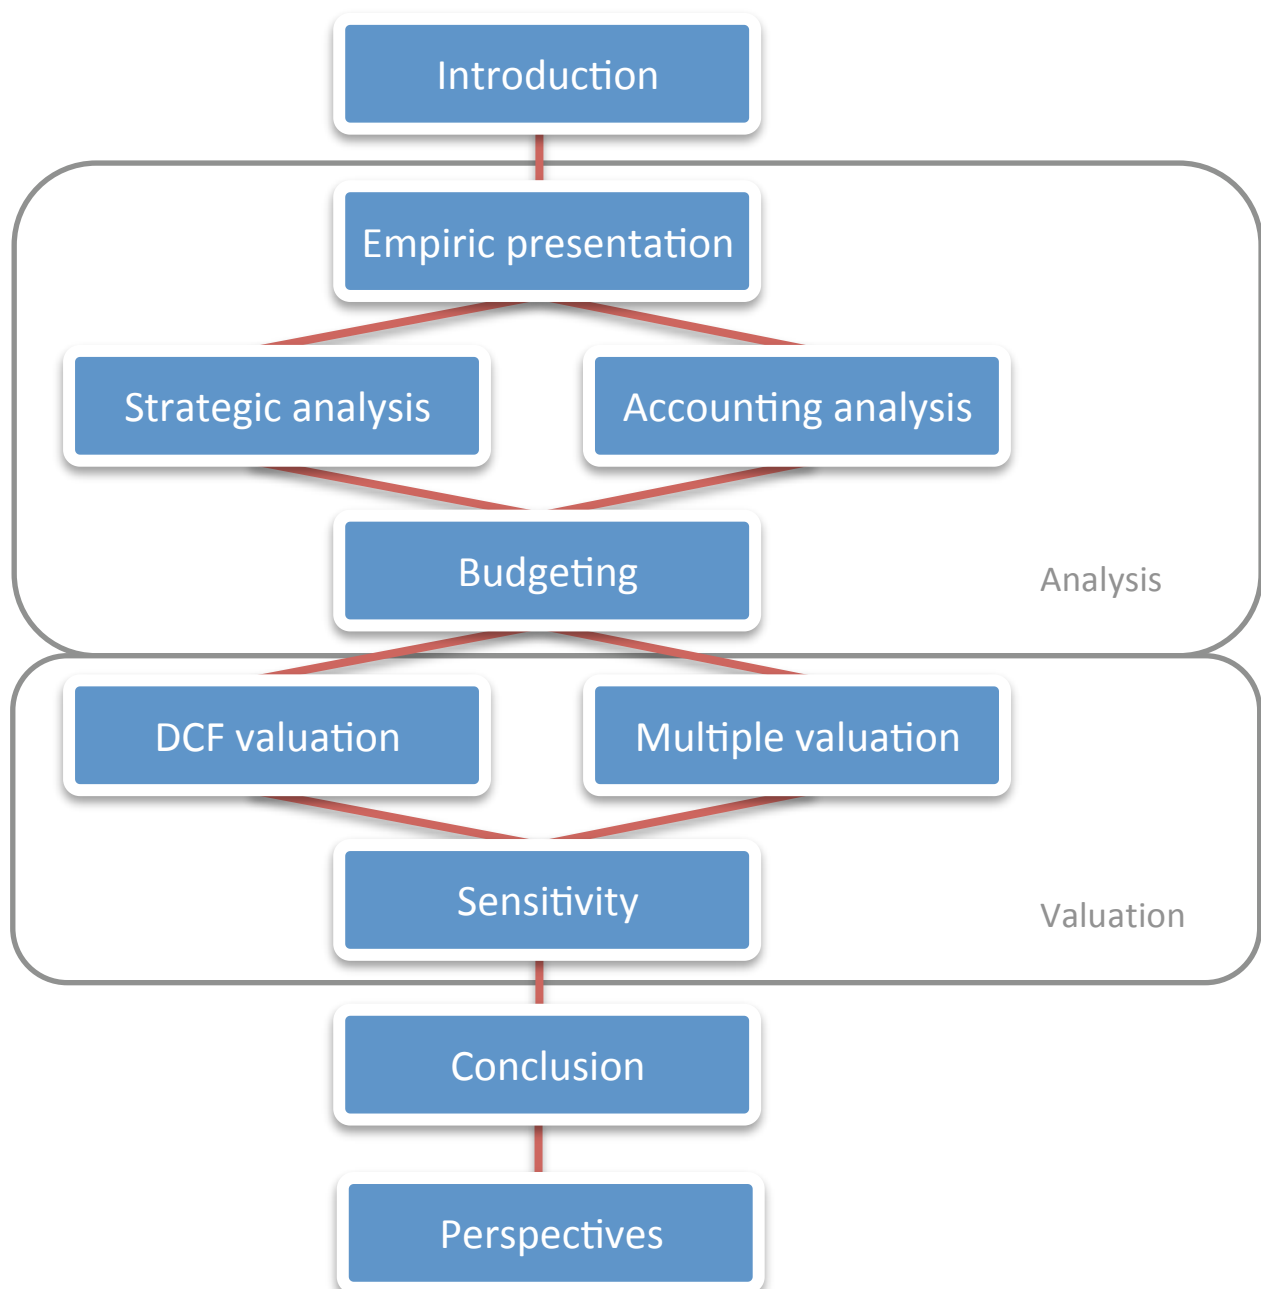 Introduction
Empiric presentation
Strategic analysis
Accounting analysis
Budgeting
Analysis
DCF valuation
Multiple valuation
Sensitivity
Valuation
Conclusion
Perspectives